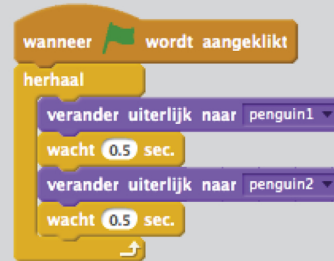 wanneer wordt aangeklikt
herhaal
verander uiterlijk naar penguin1
wacht 0.5 sec.
verander uiterlijk naar penguin2
wacht 0.5 sec.